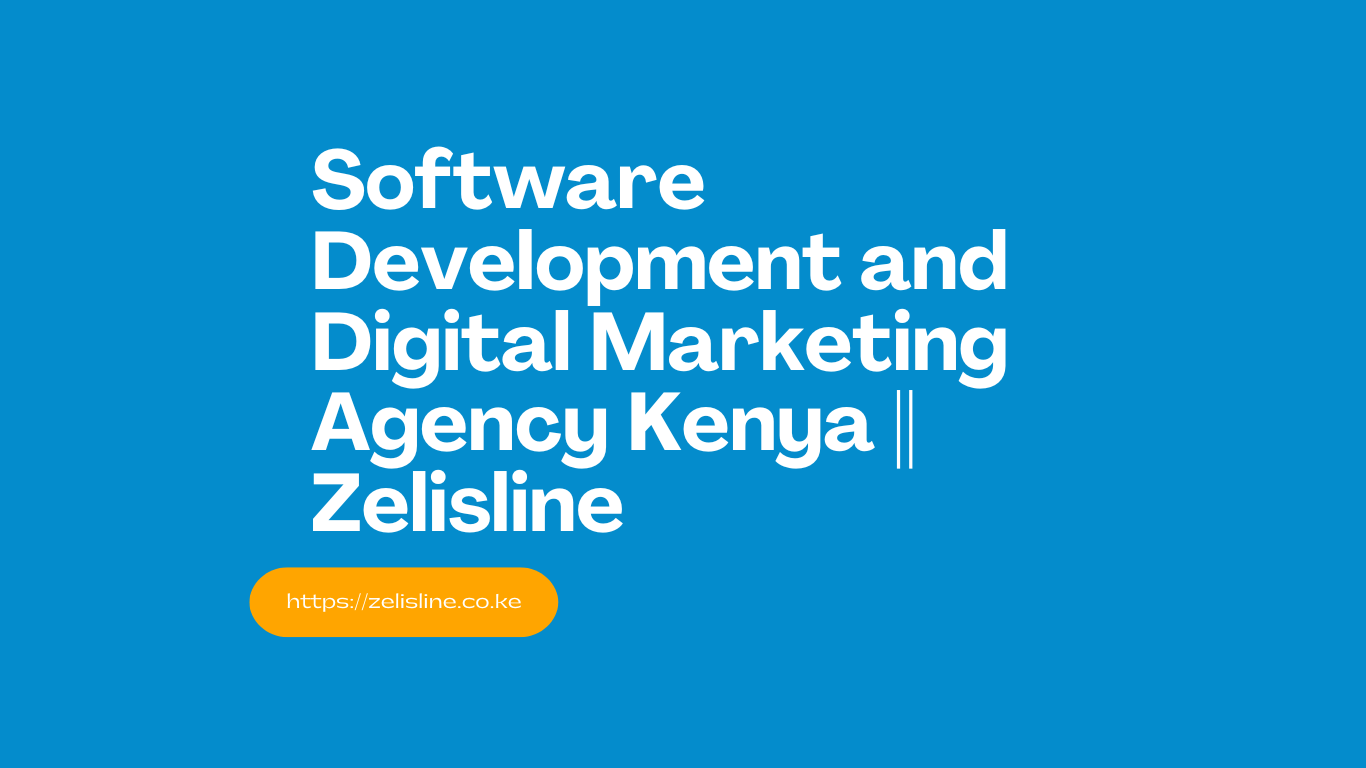 Software
Development and
Digital Marketing
Agency Kenya ||
Zelisline
https://zelisline.co.ke